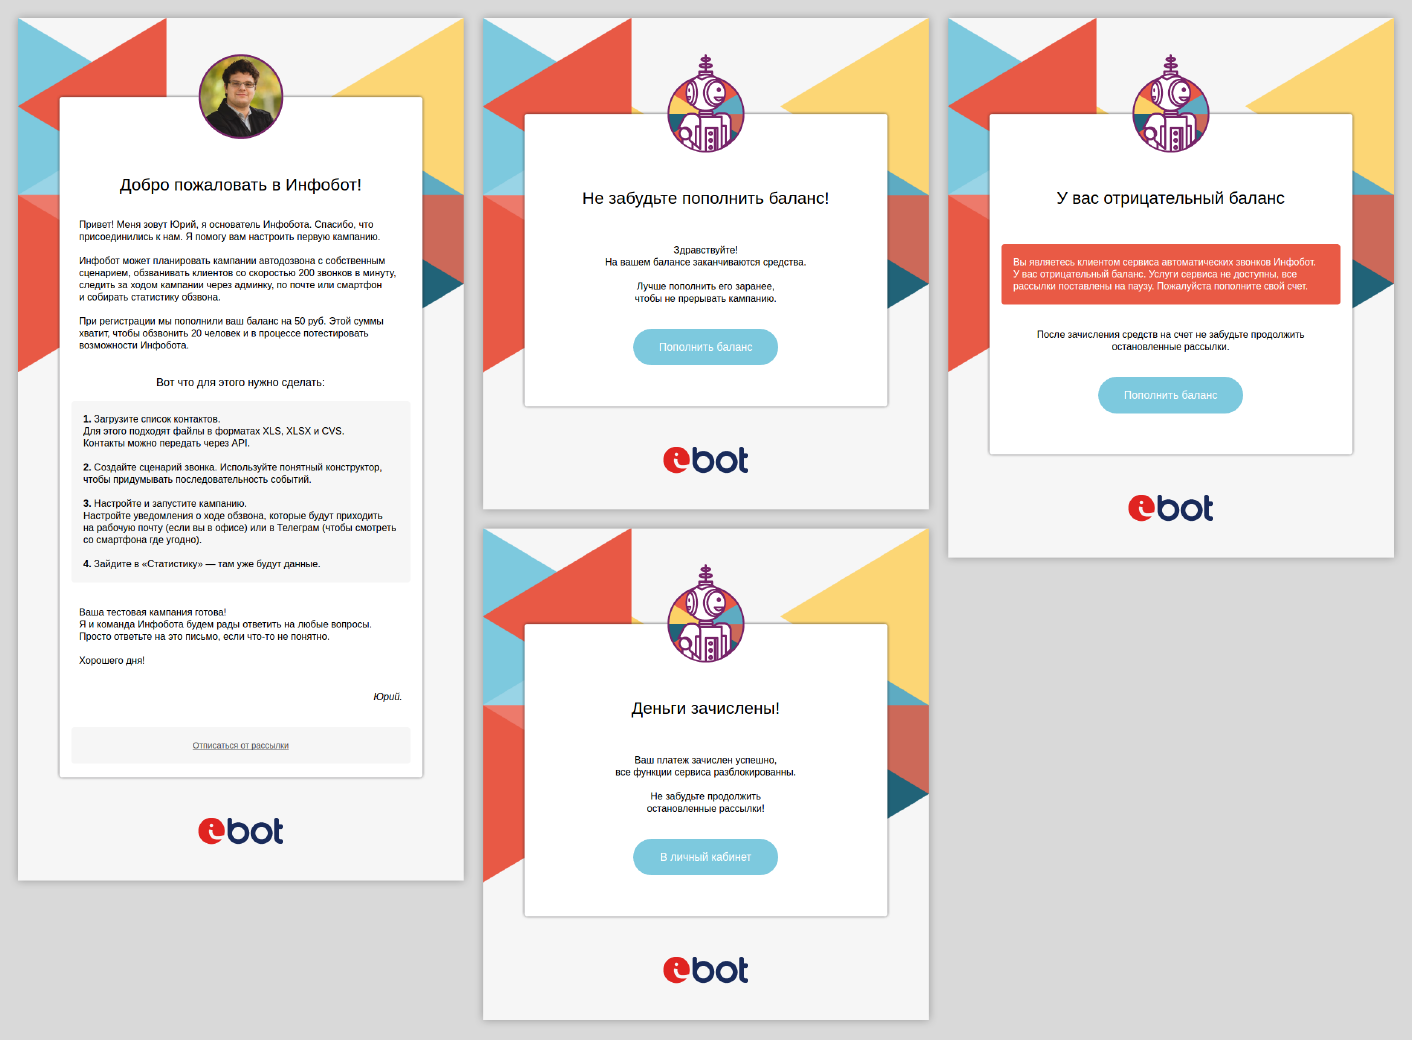 Добро пожаловать в Инфобот!
Привет! Меня зовут Юрий, я основатель Инфобота. Спасибо, что
присоединились к нам. Я помогу вам настроить первую кампанию.
Инфобот может планировать кампании автодозвона с собственным
сценарием, обзванивать клиентов со скоростью 200 звонков в минуту,
следить за ходом кампании через админку, по почте или смартфон
и собирать статистику обзвона.
При регистрации мы пополнили ваш баланс на 50 руб. Этой суммы
хватит, чтобы обзвонить 20 человек и в процессе потестировать
возможности Инфобота.
Вот что для этого нужно сделать:
1. Загрузите список контактов.
Для этого подходят файлы в форматах XLS, XLSX и CVS.
Контакты можно передать через API.
2. Создайте сценарий звонка. Используйте понятный конструктор,
чтобы придумывать последовательность событий.
3. Настройте и запустите кампанию.
Настройте уведомления о ходе обзвона, которые будут приходить
на рабочую почту (если вы в офисе) или в Телеграм (чтобы смотреть
со смартфона где угодно).
4. Зайдите в «Статистику» — там уже будут данные.
Ваша тестовая кампания готова!
Я и команда Инфобота будем рады ответить на любые вопросы.
Просто ответьте на это письмо, если что-то не понятно.
Хорошего дня!
Юрий.
Отписаться от рассылки
ibot
Не забудьте пополнить баланс!
Здравствуйте!
На вашем балансе заканчиваются средства.
Лучше пополнить его заранее,
чтобы не прерывать кампанию.
Пополнить баланс
ibot
Деньги зачислены!
Ваш платеж зачислен успешно,
все функции сервиса разблокированны.
Не забудьте продолжить
остановленные рассылки!
В личный кабинет
ibot
У вас отрицательный баланс
Вы являетесь клиентом сервиса автоматических звонков Инфобот.
У вас отрицательный баланс. Услуги сервиса не доступны, все
рассылки поставлены на паузу. Пожалуйста пополните свой счет.
После зачисления средств на счет не забудьте продолжить
остановленные рассылки.
Пополнить баланс
ibot